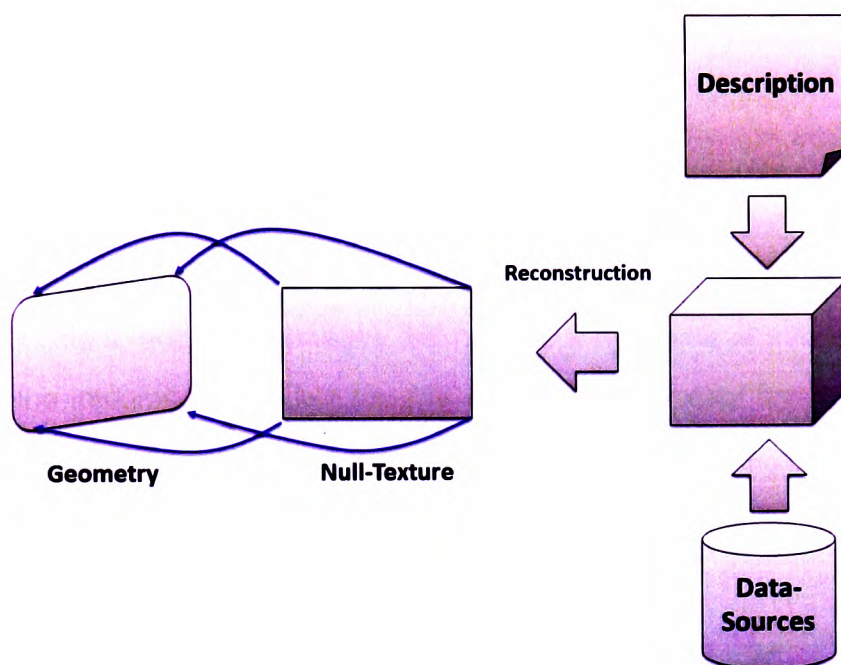 Description
Reconstruction
Geometry
Null-Texture
Data-
Sources